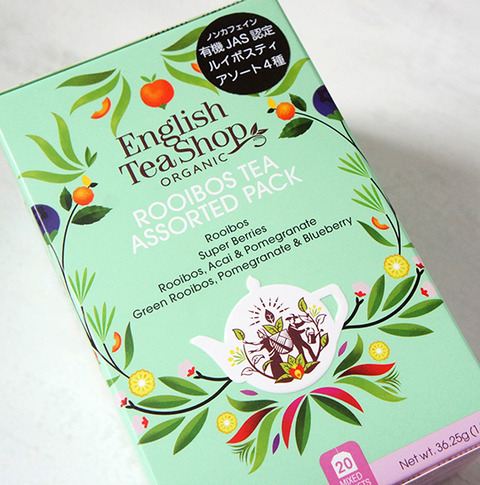 ノンカフェイン
有機JAS認定
ルイボスティ
アソート4種
English
Tea Shop
ORGANIC
ROOIBOS TEA
ASSORTED PACK
Rooibos
Super Berries
Rooibos, Acai & Pomegranate
Green Rooibos, Pomegranate & Blueberry
20
MIXED
Net wt. 36.25g (1